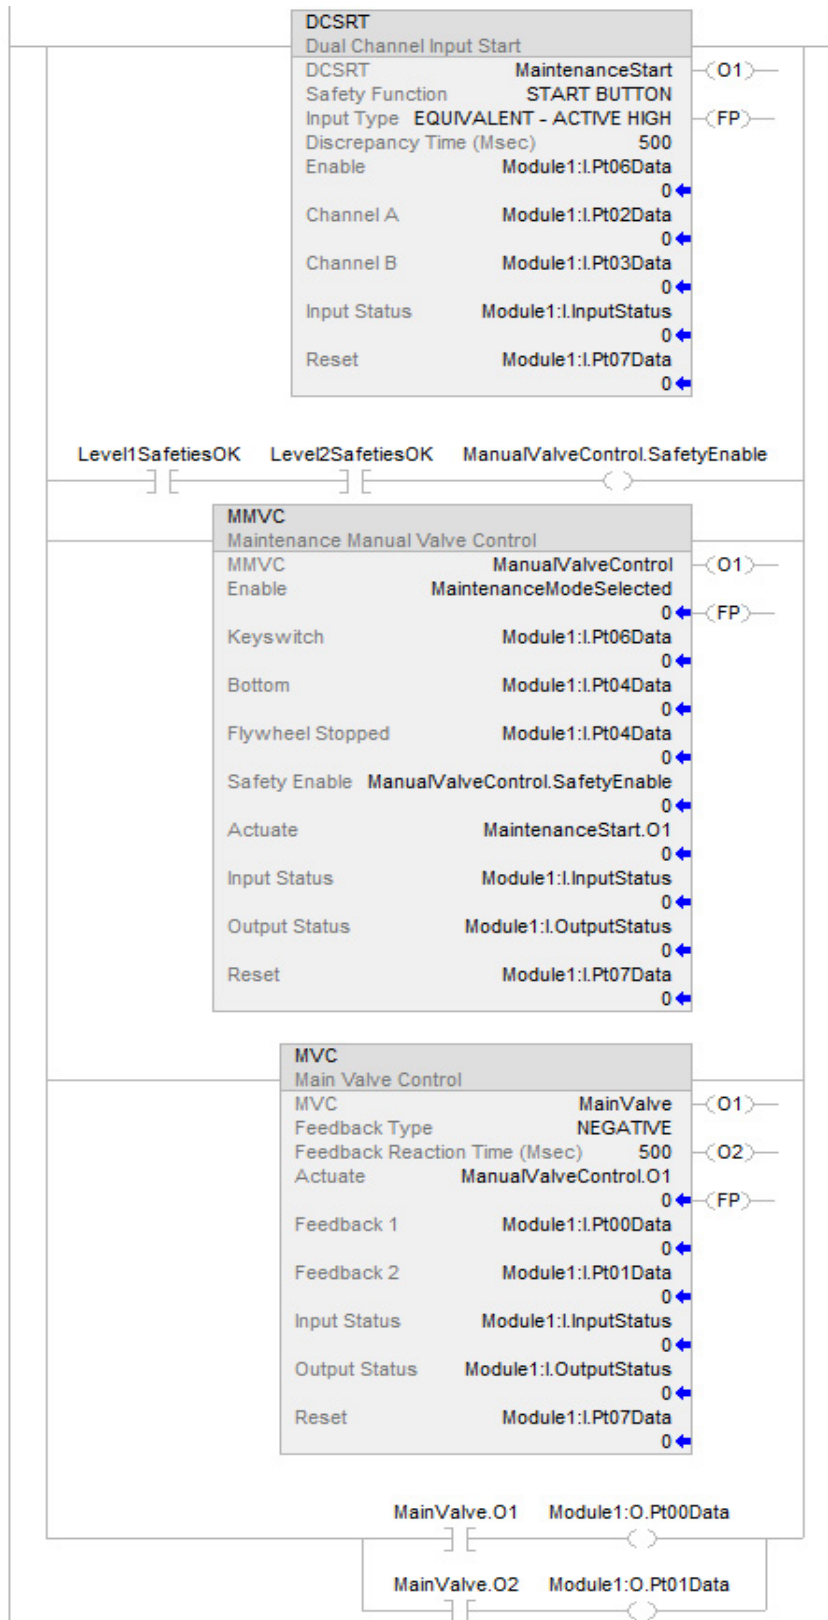 DCSRT
Dual Channel Input Start
DCSRT MaintenanceStart (O1)
Safety Function START BUTTON
Input Type EQUIVALENT - ACTIVE HIGH (FP)
Discrepancy Time (Msec) 500
Enable Module1:I.Pt06Data
0
Channel A Module1:I.Pt02Data
0
Channel B Module1:I.Pt03Data
0
Input Status Module1:I.InputStatus
0
Reset Module1:I.Pt07Data
0
Level1SafetiesOK Level2SafetiesOK ManualValveControl.SafetyEnable
MMVC
Maintenance Manual Valve Control
MMVC ManualValveControl (O1)
Enable MaintenanceModeSelected
0 (FP)
Keyswitch Module1:I.Pt06Data
0
Bottom Module1:I.Pt04Data
0
Flywheel Stopped Module1:I.Pt04Data
0
Safety Enable ManualValveControl.SafetyEnable
0
Actuate MaintenanceStart.O1
0
Input Status Module1:I.InputStatus
0
Output Status Module1:I.OutputStatus
0
Reset Module1:I.Pt07Data
0
MVC
Main Valve Control
MVC MainValve (O1)
Feedback Type NEGATIVE
Feedback Reaction Time (Msec) 500 (O2)
Actuate ManualValveControl.O1
0 (FP)
Feedback 1 Module1:I.Pt00Data
0
Feedback 2 Module1:I.Pt01Data
0
Input Status Module1:I.InputStatus
0
Output Status Module1:I.OutputStatus
0
Reset Module1:I.Pt07Data
0
MainValve.O1 Module1:O.Pt00Data
MainValve.O2 Module1:O.Pt01Data